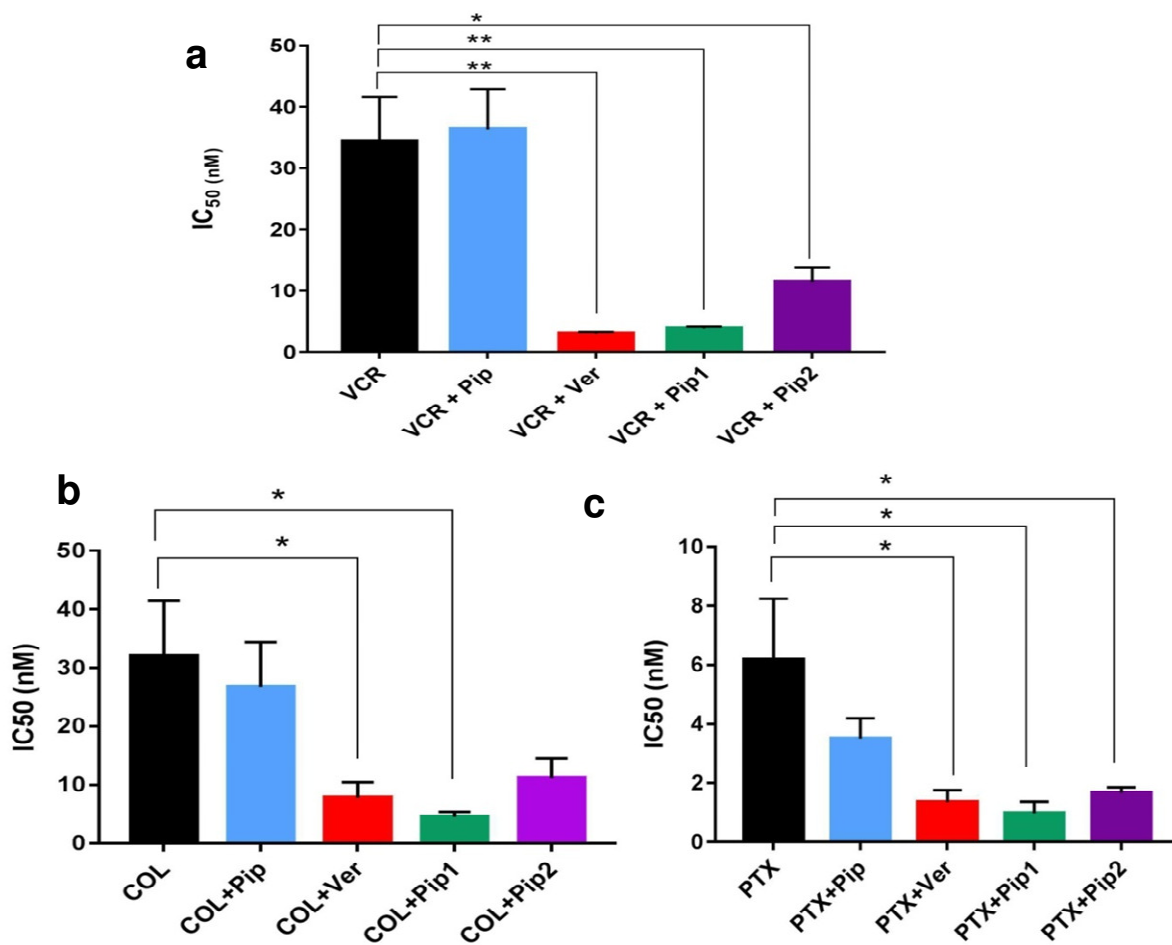 a
*
**
**
50
40
30
20
10
0
IC50 (nM)
VCR
VCR + Pip
VCR + Ver
VCR + Pip1
VCR + Pip2
b
*
*
50
40
30
20
10
0
IC50 (nM)
COL
COL+Pip
COL+Ver
COL+Pip1
COL+Pip2
c
*
*
*
10
8
6
4
2
0
IC50 (nM)
PTX
PTX+Pip
PTX+Ver
PTX+Pip1
PTX+Pip2